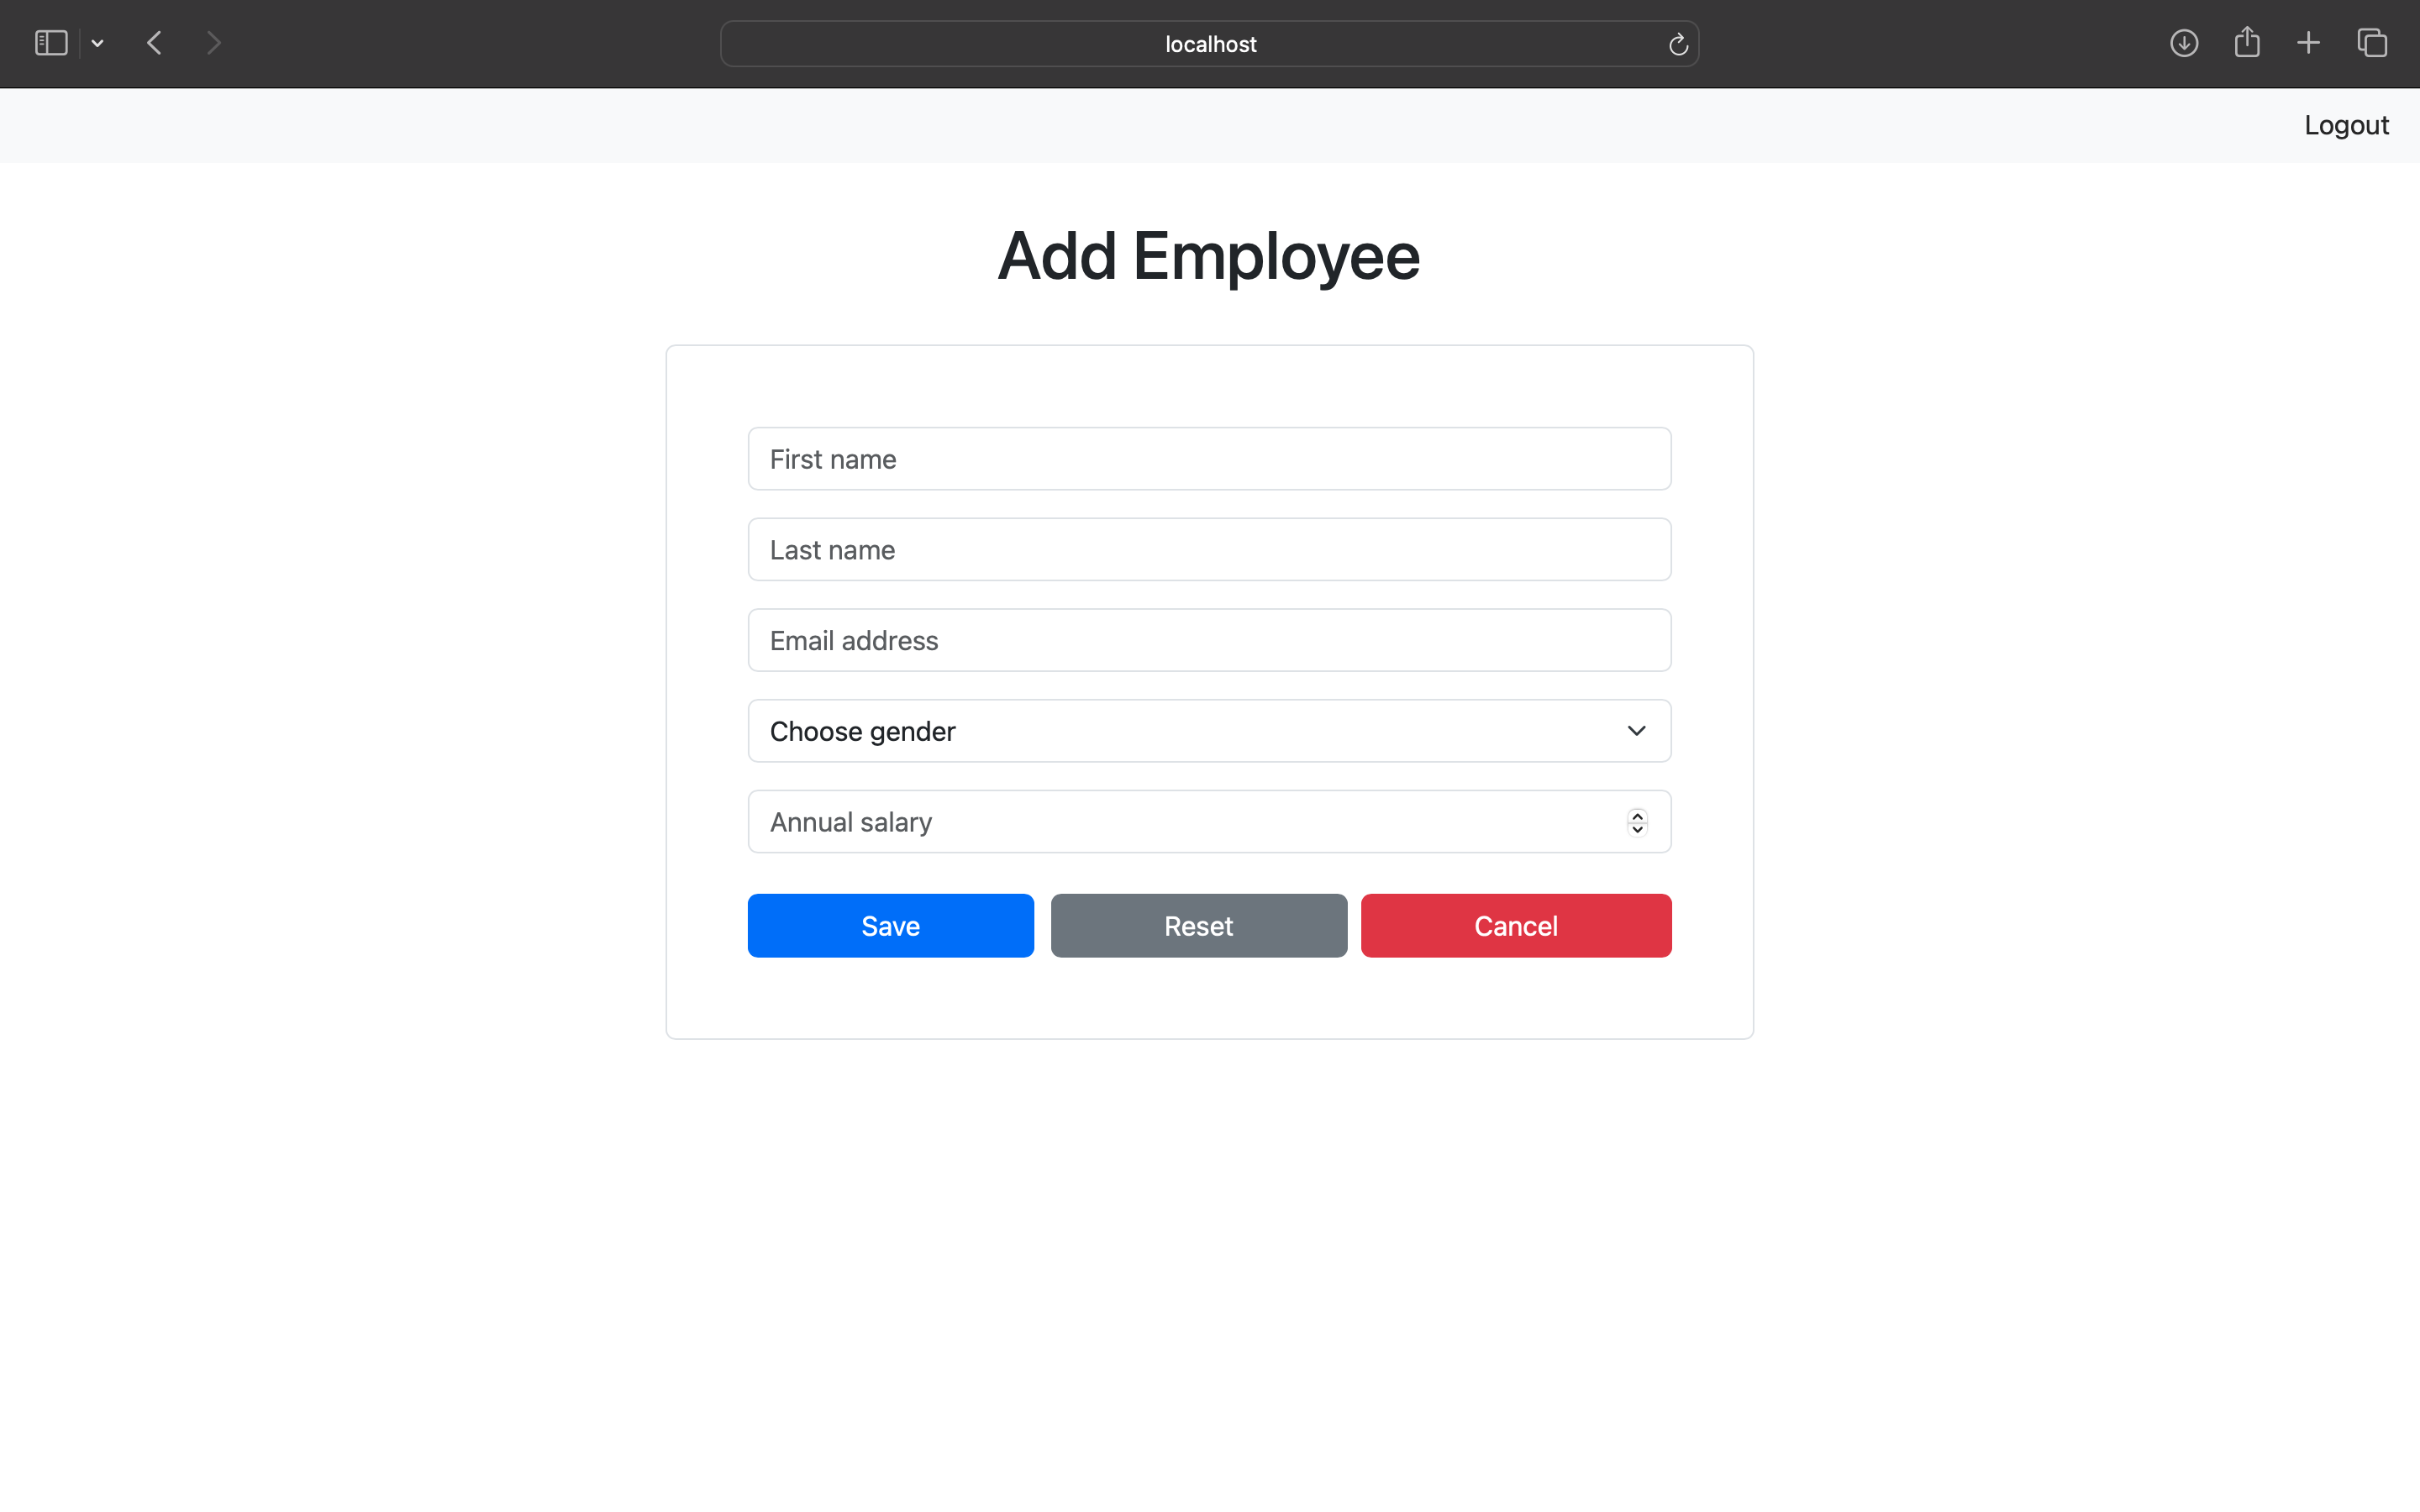 localhost
Logout
Add Employee
First name
Last name
Email address
Choose gender
Annual salary
Save Reset Cancel